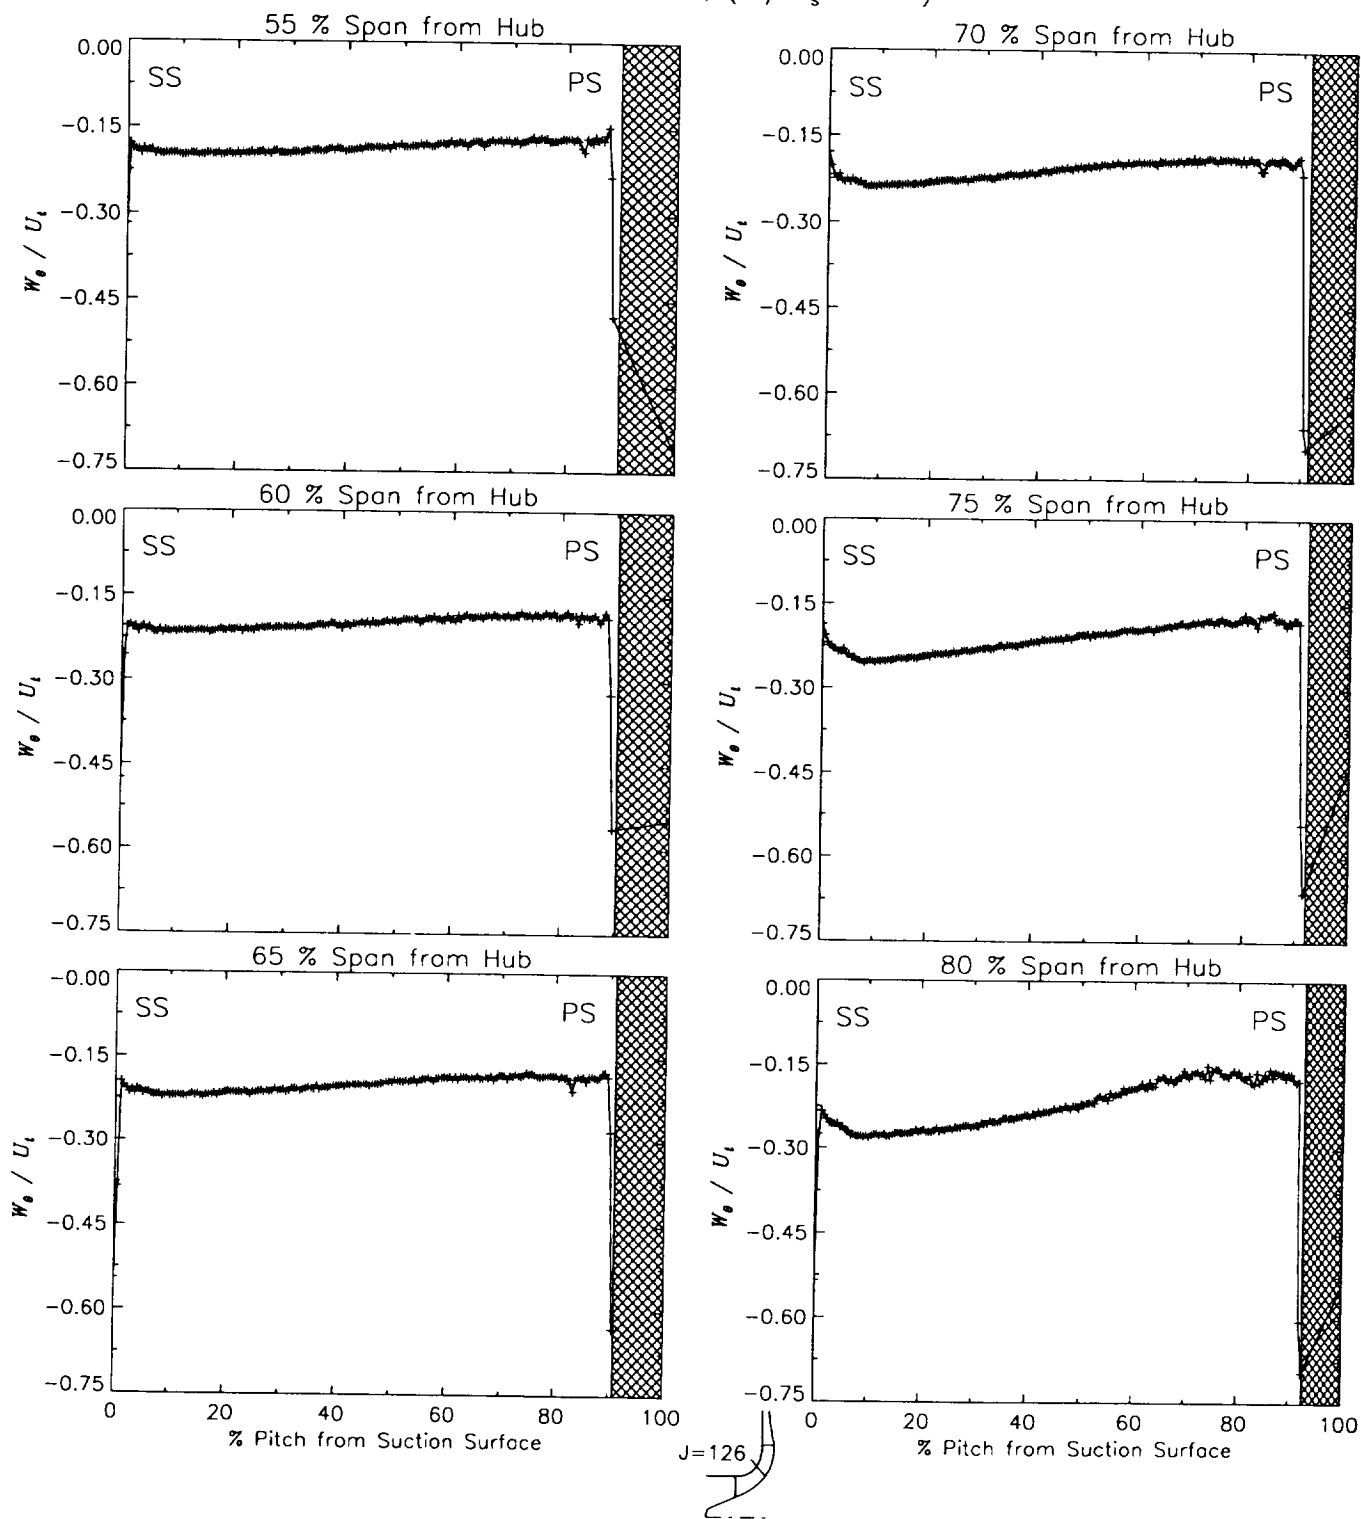 55 % Span from Hub
0.00
-0.15
-0.30
-0.45
-0.60
-0.75
SS
PS
W_θ / U_t
60 % Span from Hub
0.00
-0.15
-0.30
-0.45
-0.60
-0.75
SS
PS
W_θ / U_t
65 % Span from Hub
-0.00
-0.15
-0.30
-0.45
-0.60
-0.75
SS
PS
W_θ / U_t
0 20 40 60 80 100
% Pitch from Suction Surface
70 % Span from Hub
0.00
-0.15
-0.30
-0.45
-0.60
-0.75
SS
PS
W_θ / U_t
75 % Span from Hub
0.00
-0.15
-0.30
-0.45
-0.60
-0.75
SS
PS
W_θ / U_t
80 % Span from Hub
0.00
-0.15
-0.30
-0.45
-0.60
-0.75
SS
PS
W_θ / U_t
0 20 40 60 80 100
% Pitch from Suction Surface
J=126